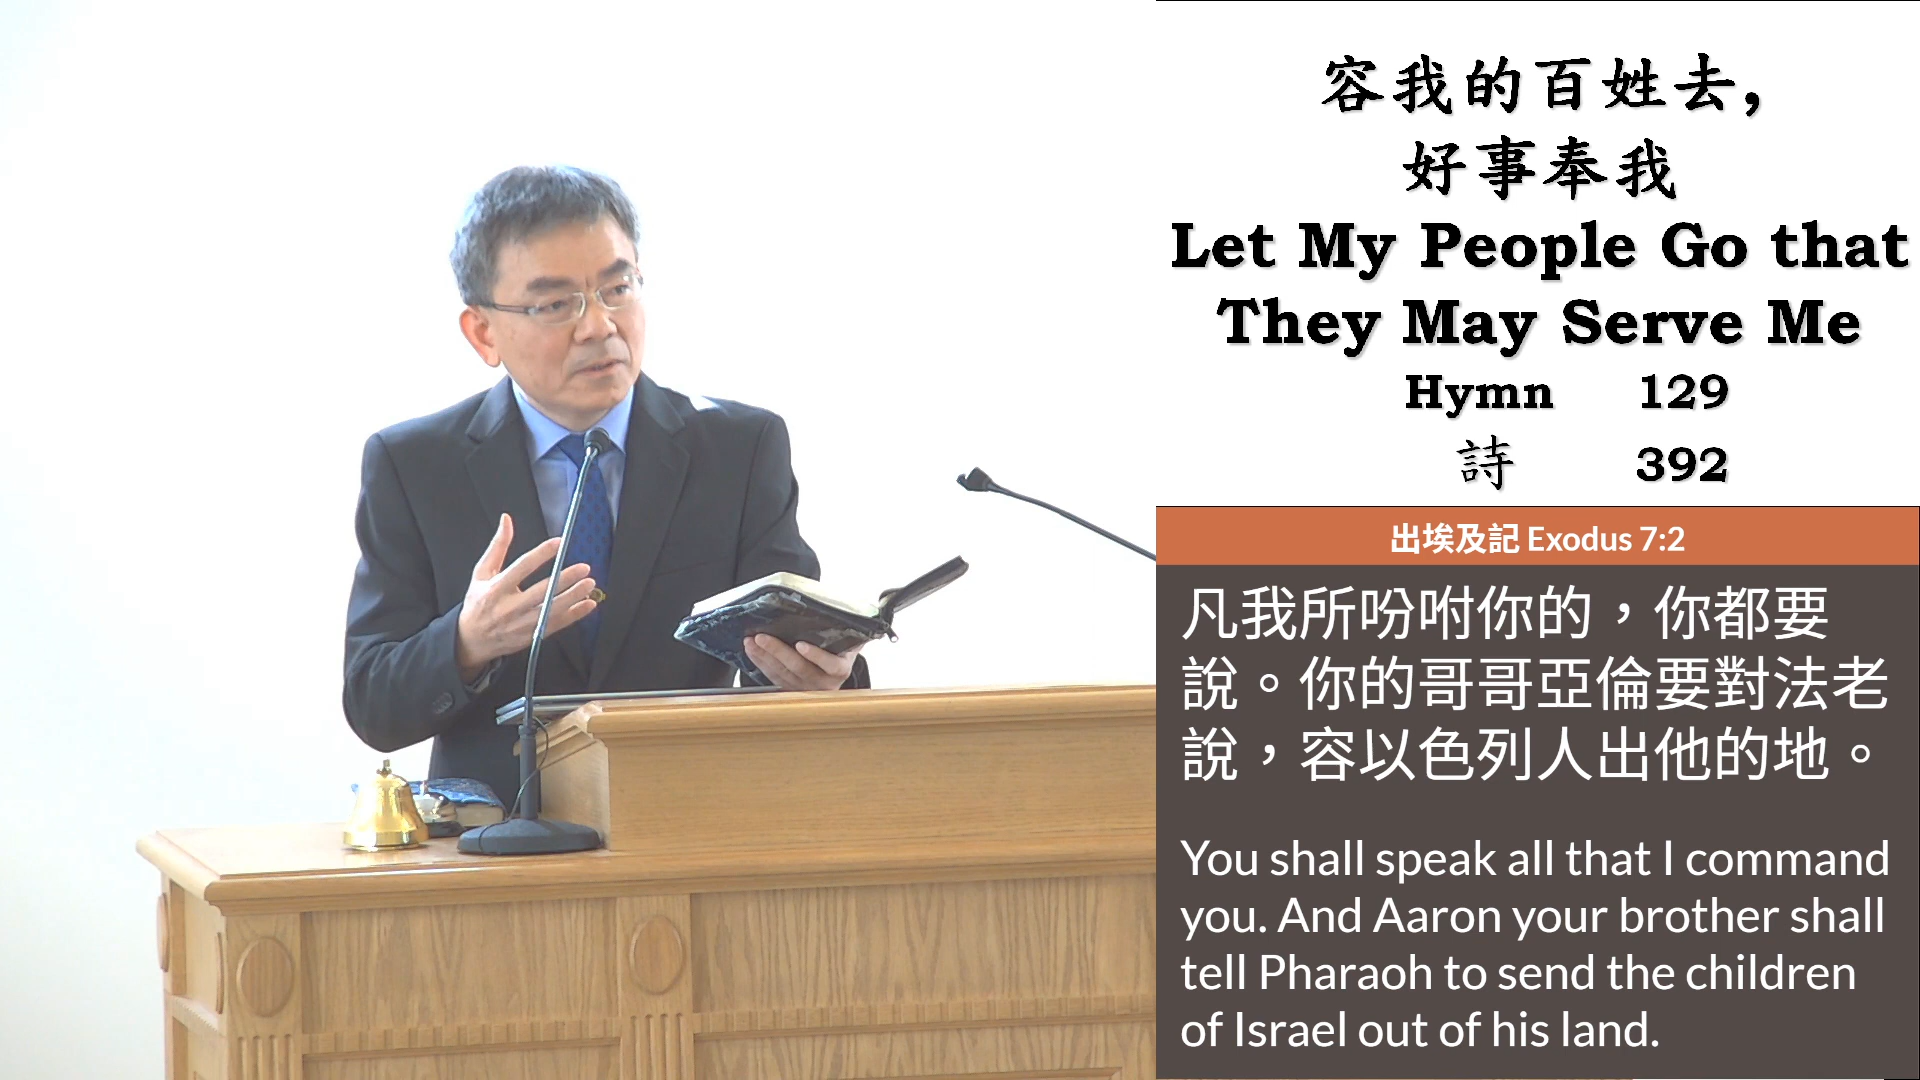 容我的百姓去,
好事奉我
Let My People Go that
They May Serve Me
Hymn 129
詩 392
出埃及記 Exodus 7:2
凡我所吩咐你的，你都要
說。你的哥哥亞倫要對法老
說，容以色列人出他的地。
You shall speak all that I command
you. And Aaron your brother shall
tell Pharaoh to send the children
of Israel out of his land.